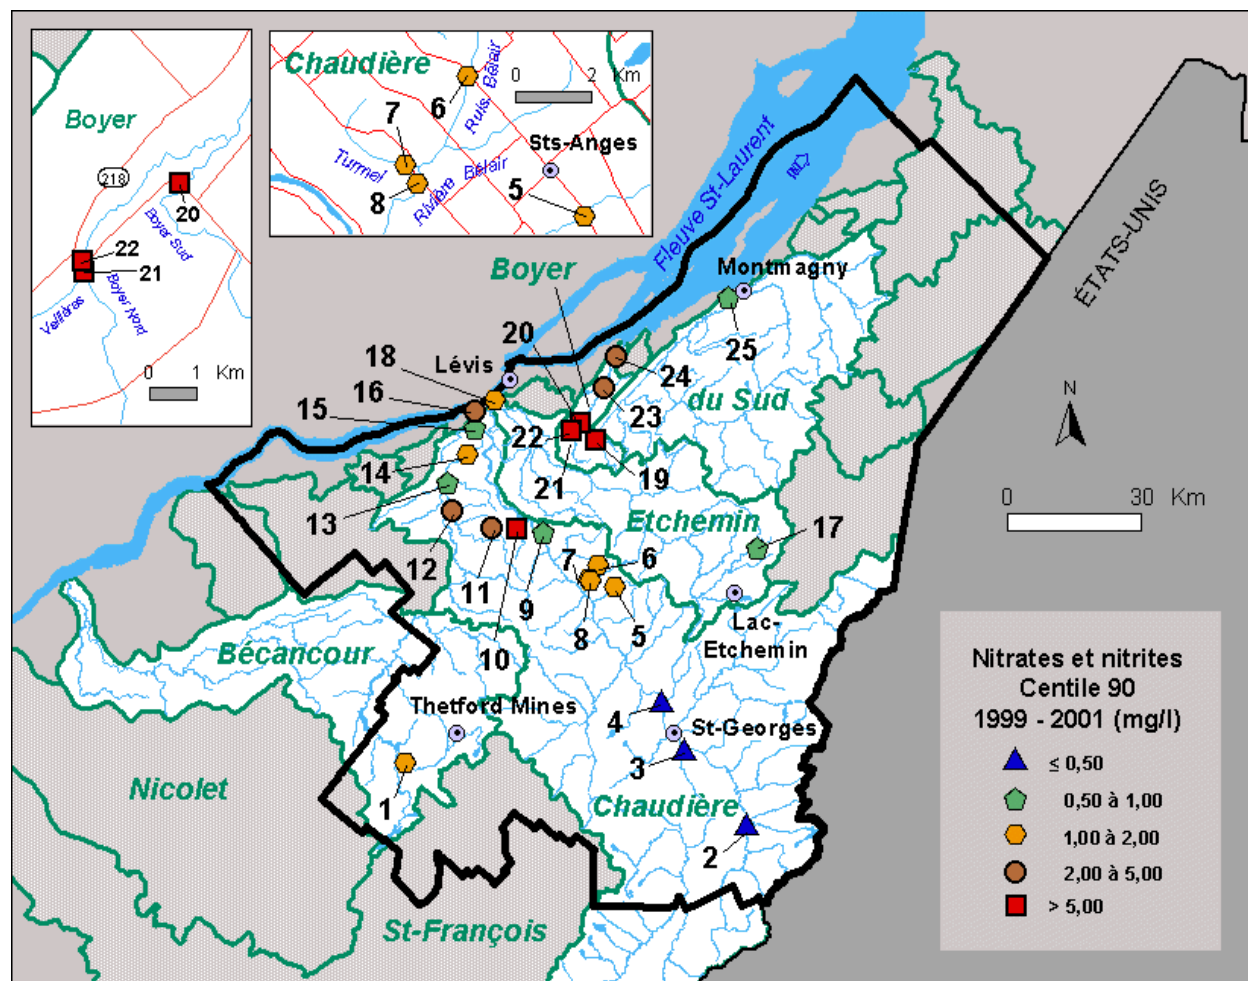 Boyer
218
20
22
21
Boyer Sud
Boyer Nord
Vellières
0 1 Km
Chaudière
0 2 Km
6
7
8
5
Ruis. Bélair
Turmel
Rivière Bélair
Sts-Anges
Fleuve St-Laurent
ÉTATS-UNIS
Boyer
Montmagny
25
20
18
Lévis
24
16
15
23
du Sud
22
14
21
19
N
0 30 Km
13
Etchemin
17
12
11
7
6
9
8
5
10
Lac-
Etchemin
Bécancour
Thetford Mines
4
St-Georges
3
1
Nicolet
Chaudière
2
St-François
Nitrates et nitrites
Centile 90
1999 - 2001 (mg/l)
≤ 0,50
0,50 à 1,00
1,00 à 2,00
2,00 à 5,00
> 5,00